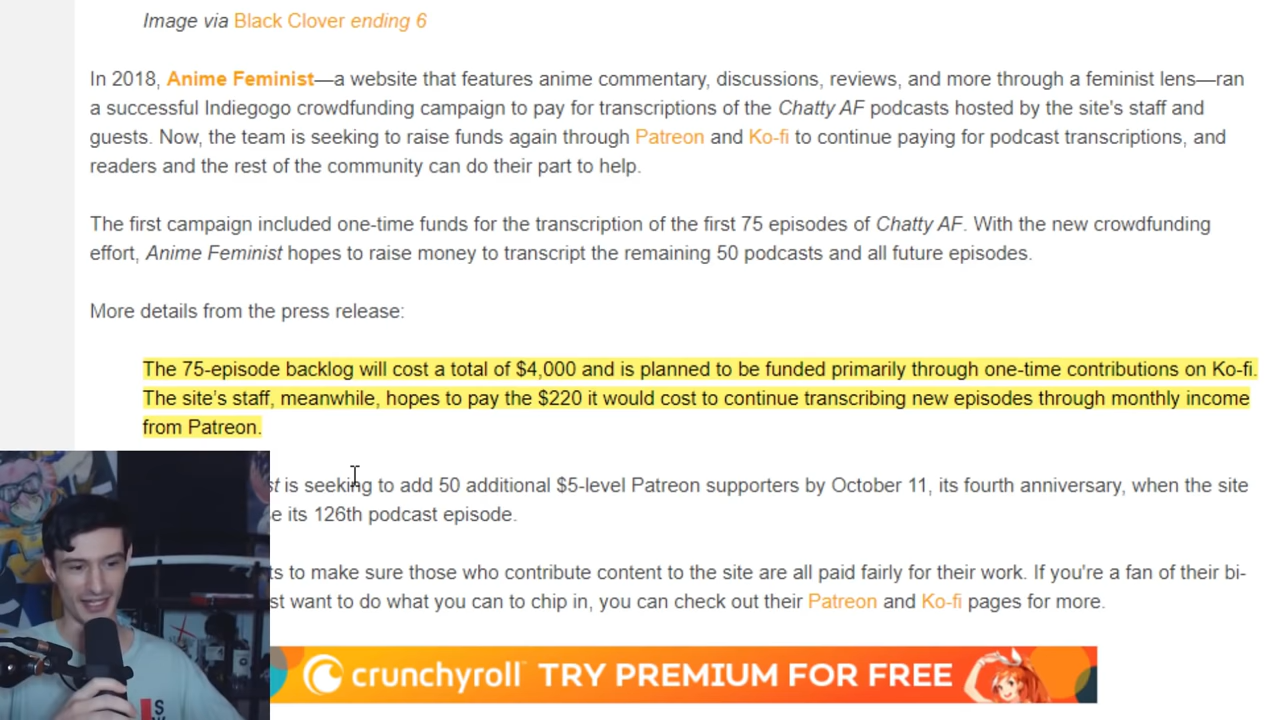 Image via Black Clover ending 6
In 2018, Anime Feminist—a website that features anime commentary, discussions, reviews, and more through a feminist lens—ran
a successful Indiegogo crowdfunding campaign to pay for transcriptions of the Chatty AF podcasts hosted by the site's staff and
guests. Now, the team is seeking to raise funds again through Patreon and Ko-fi to continue paying for podcast transcriptions, and
readers and the rest of the community can do their part to help.
The first campaign included one-time funds for the transcription of the first 75 episodes of Chatty AF. With the new crowdfunding
effort, Anime Feminist hopes to raise money to transcript the remaining 50 podcasts and all future episodes.
More details from the press release:
The 75-episode backlog will cost a total of $4,000 and is planned to be funded primarily through one-time contributions on Ko-fi.
The site's staff, meanwhile, hopes to pay the $220 it would cost to continue transcribing new episodes through monthly income
from Patreon.
st is seeking to add 50 additional $5-level Patreon supporters by October 11, its fourth anniversary, when the site
e its 126th podcast episode.
ts to make sure those who contribute content to the site are all paid fairly for their work. If you're a fan of their bi-
st want to do what you can to chip in, you can check out their Patreon and Ko-fi pages for more.
crunchyroll TRY PREMIUM FOR FREE